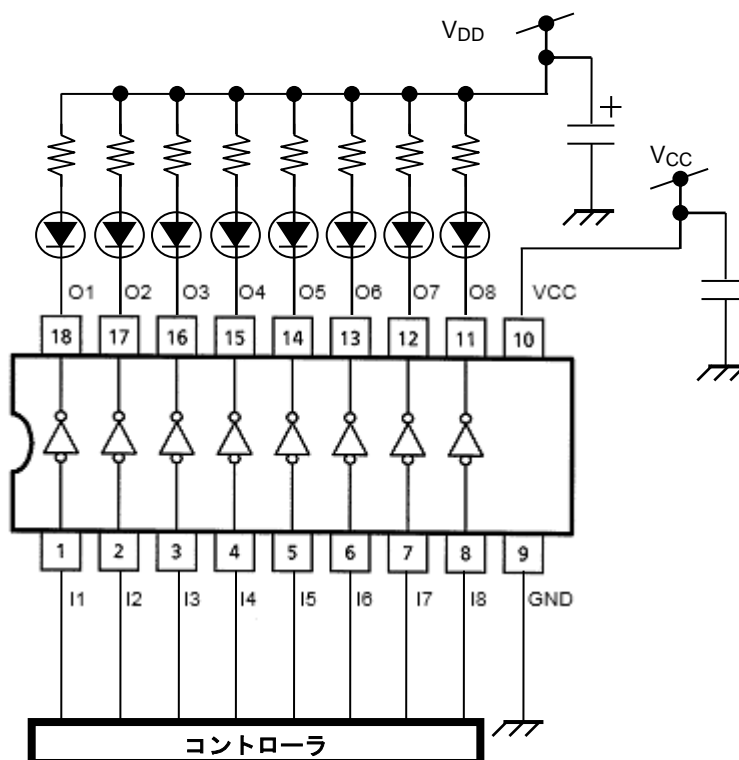 VDD
+
VCC
O1 O2 O3 O4 O5 O6 O7 O8 VCC
18 17 16 15 14 13 12 11 10
1 2 3 4 5 6 7 8 9
I1 I2 I3 I4 I5 I6 I7 I8 GND
コントローラ